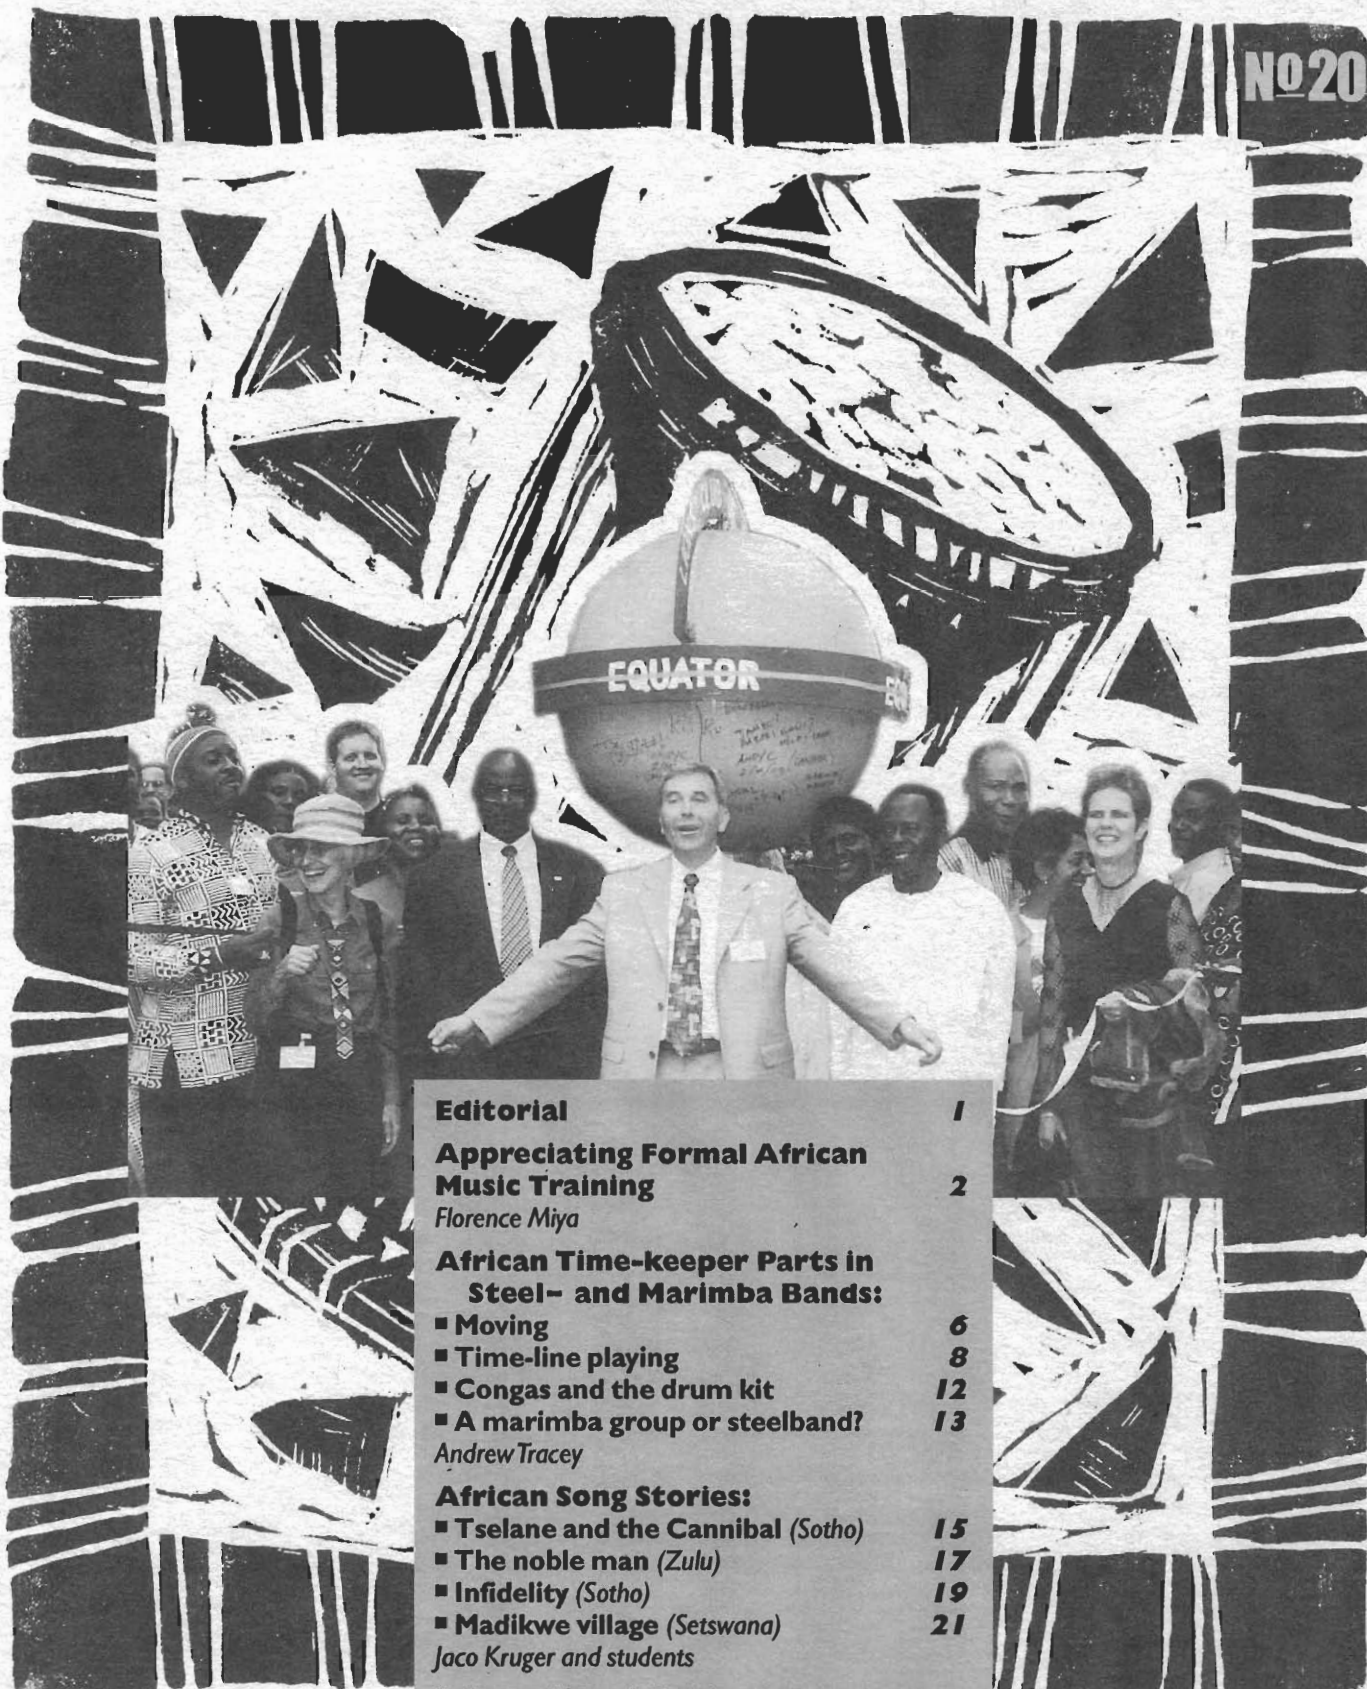 No20
EQUATOR
EQU
Editorial 1
Appreciating Formal African
Music Training 2
Florence Miya
African Time-keeper Parts in
Steel- and Marimba Bands:
■ Moving 6
■ Time-line playing 8
■ Congas and the drum kit 12
■ A marimba group or steelband? 13
Andrew Tracey
African Song Stories:
■ Tselane and the Cannibal (Sotho) 15
■ The noble man (Zulu) 17
■ Infidelity (Sotho) 19
■ Madikwe village (Setswana) 21
Jaco Kruger and students